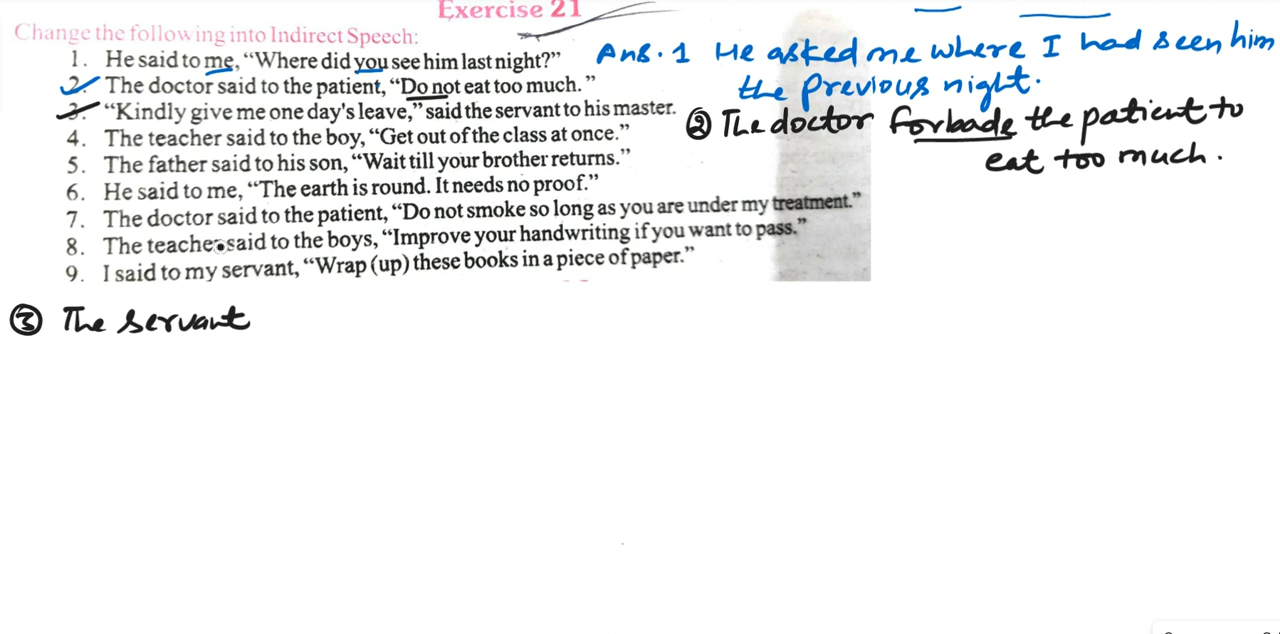 Exercise 21
Change the following into Indirect Speech:
1. He said to me, “Where did you see him last night?”
2. The doctor said to the patient, “Do not eat too much.”
3. “Kindly give me one day's leave,” said the servant to his master.
4. The teacher said to the boy, “Get out of the class at once.”
5. The father said to his son, “Wait till your brother returns.”
6. He said to me, “The earth is round. It needs no proof.”
7. The doctor said to the patient, “Do not smoke so long as you are under my treatment.”
8. The teacher said to the boys, “Improve your handwriting if you want to pass.”
9. I said to my servant, “Wrap (up) these books in a piece of paper.”
Ans. 1 He asked me where I had seen him
the previous night.
② The doctor forbade the patient to
eat too much.
③ The servant